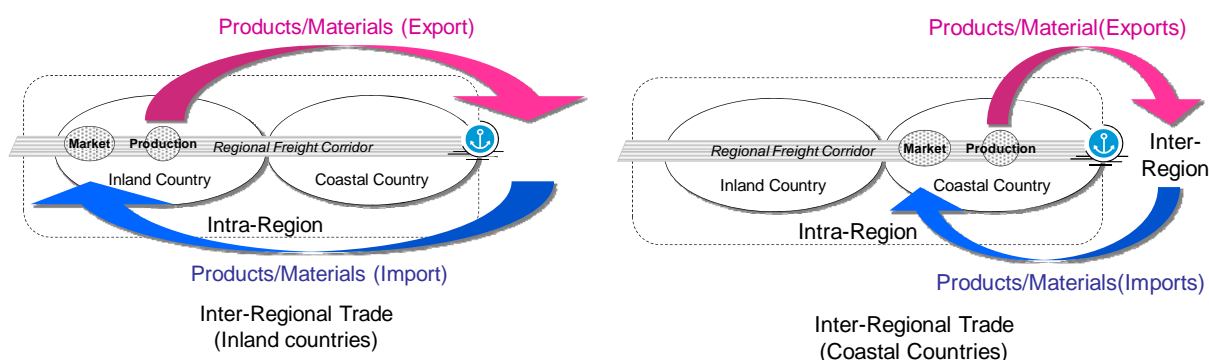 Products/Materials (Export)
Market
Production
Regional Freight Corridor
Inland Country
Coastal Country
Intra-Region
Products/Materials (Import)
Inter-Regional Trade
(Inland countries)
Products/Material(Exports)
Regional Freight Corridor
Market
Production
Inter-
Region
Inland Country
Coastal Country
Intra-Region
Products/Materials(Imports)
Inter-Regional Trade
(Coastal Countries)